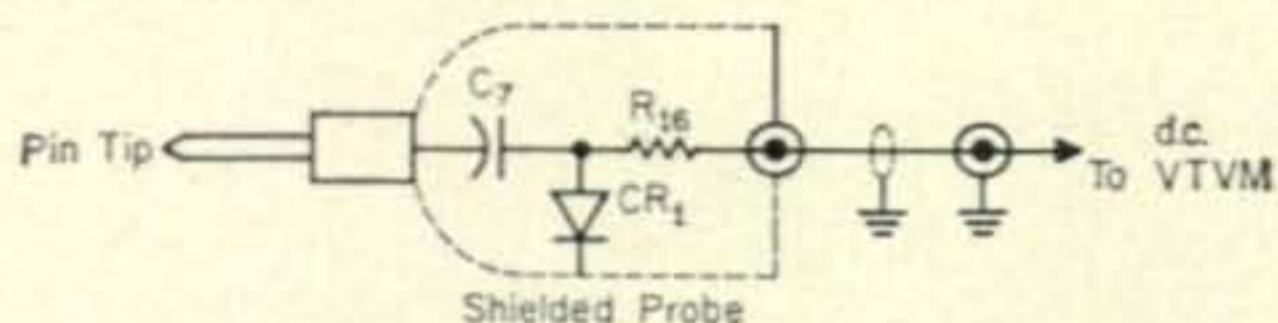 C7
R16
Pin Tip
d.c.
To VTVM
CR1
Shielded Probe